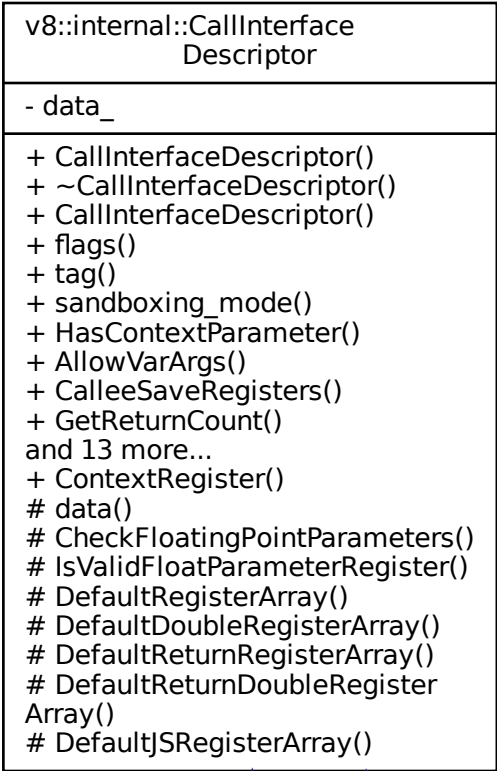 v8::internal::CallInterface
Descriptor
- data_
+ CallInterfaceDescriptor()
+ ~CallInterfaceDescriptor()
+ CallInterfaceDescriptor()
+ flags()
+ tag()
+ sandboxing_mode()
+ HasContextParameter()
+ AllowVarArgs()
+ CalleeSaveRegisters()
+ GetReturnCount()
and 13 more...
+ ContextRegister()
# data()
# CheckFloatingPointParameters()
# IsValidFloatParameterRegister()
# DefaultRegisterArray()
# DefaultDoubleRegisterArray()
# DefaultReturnRegisterArray()
# DefaultReturnDoubleRegister
Array()
# DefaultJSRegisterArray()